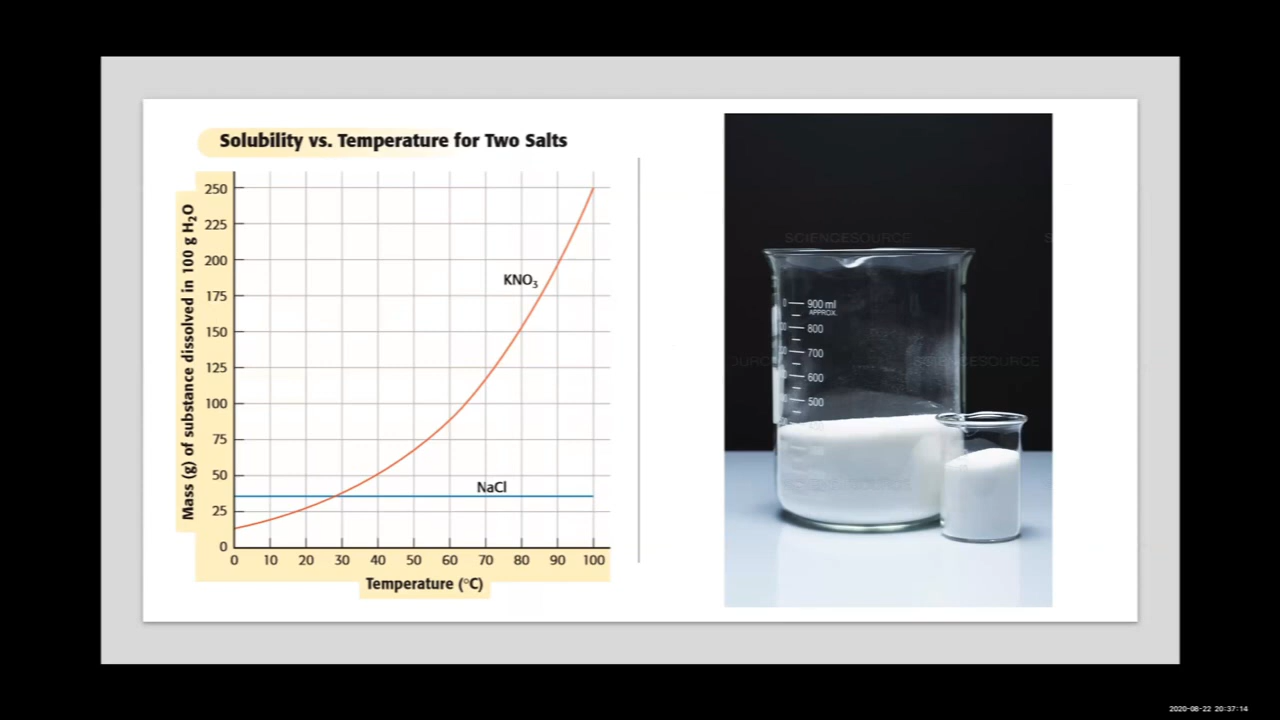 Solubility vs. Temperature for Two Salts
Mass (g) of substance dissolved in 100 g H₂O
250
225
200
175
150
125
100
75
50
25
0
KNO₃
NaCl
0 10 20 30 40 50 60 70 80 90 100
Temperature (°C)
SCIENCESOURCE
900 ml
APPROX.
800
700
600
500
SCIENCESOURCE
2020-08-22 20:37:14